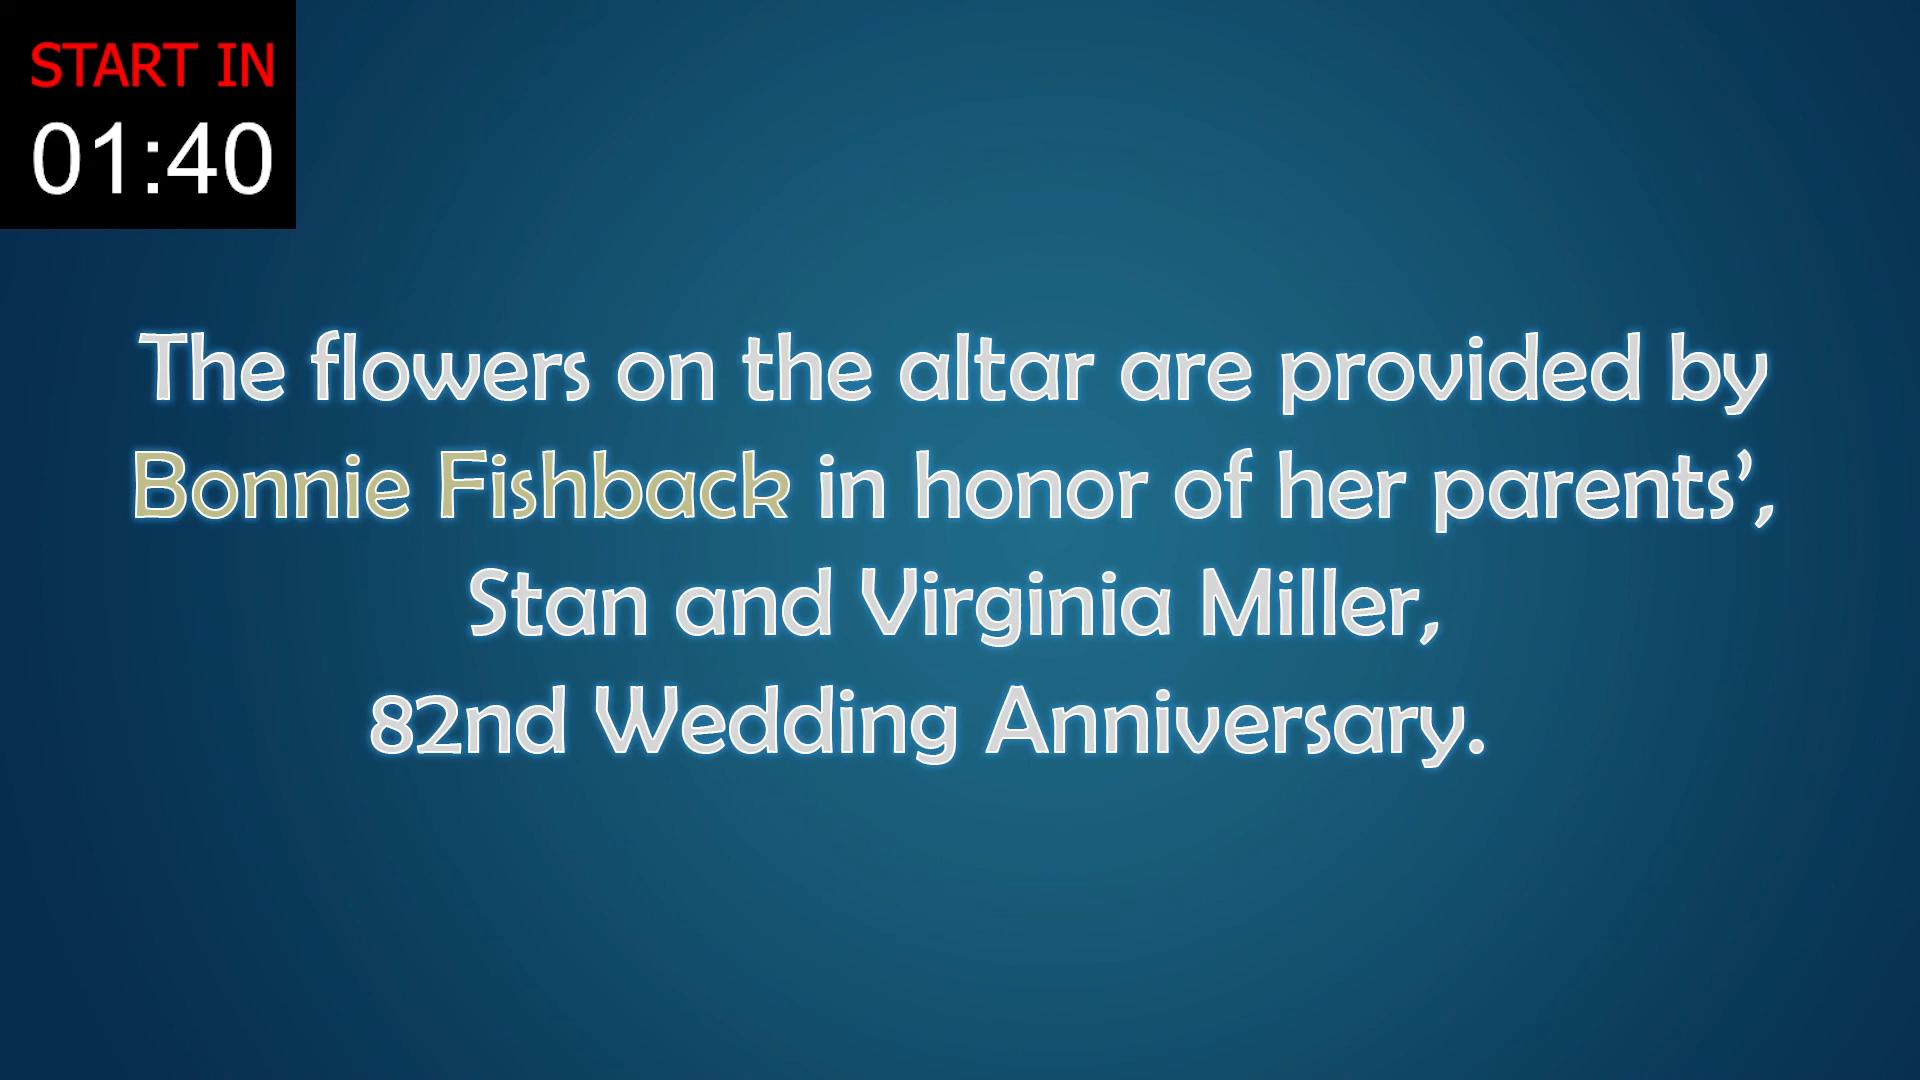 START IN
01:40
The flowers on the altar are provided by
Bonnie Fishback in honor of her parents’,
Stan and Virginia Miller,
82nd Wedding Anniversary.